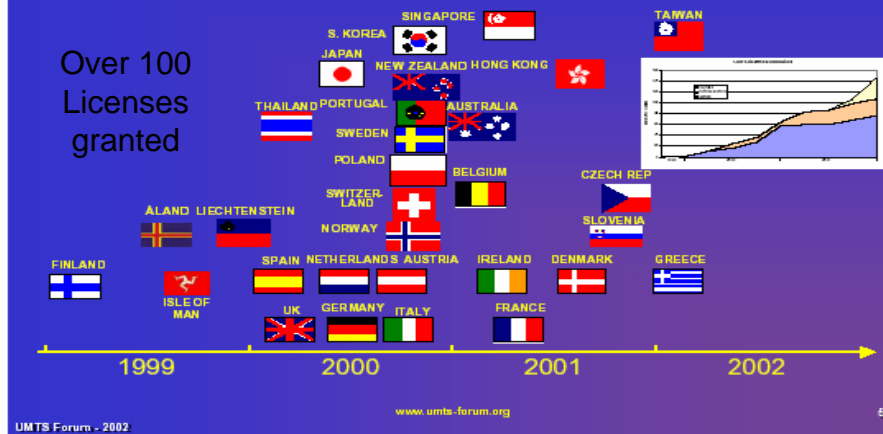 SINGAPORE
TAIWAN
S. KOREA
JAPAN
Over 100
Licenses
granted
NEW ZEALAND
HONG KONG
THAILAND
PORTUGAL
AUSTRALIA
SWEDEN
POLAND
BELGIUM
CZECH REP
SWITZER-
LAND
ÅLAND
LIECHTENSTEIN
NORWAY
SLOVENIA
FINLAND
SPAIN
NETHERLANDS
AUSTRIA
IRELAND
DENMARK
GREECE
ISLE OF
MAN
UK
GERMANY
ITALY
FRANCE
1999
2000
2001
2002
www.umts-forum.org
UMTS Forum - 2002